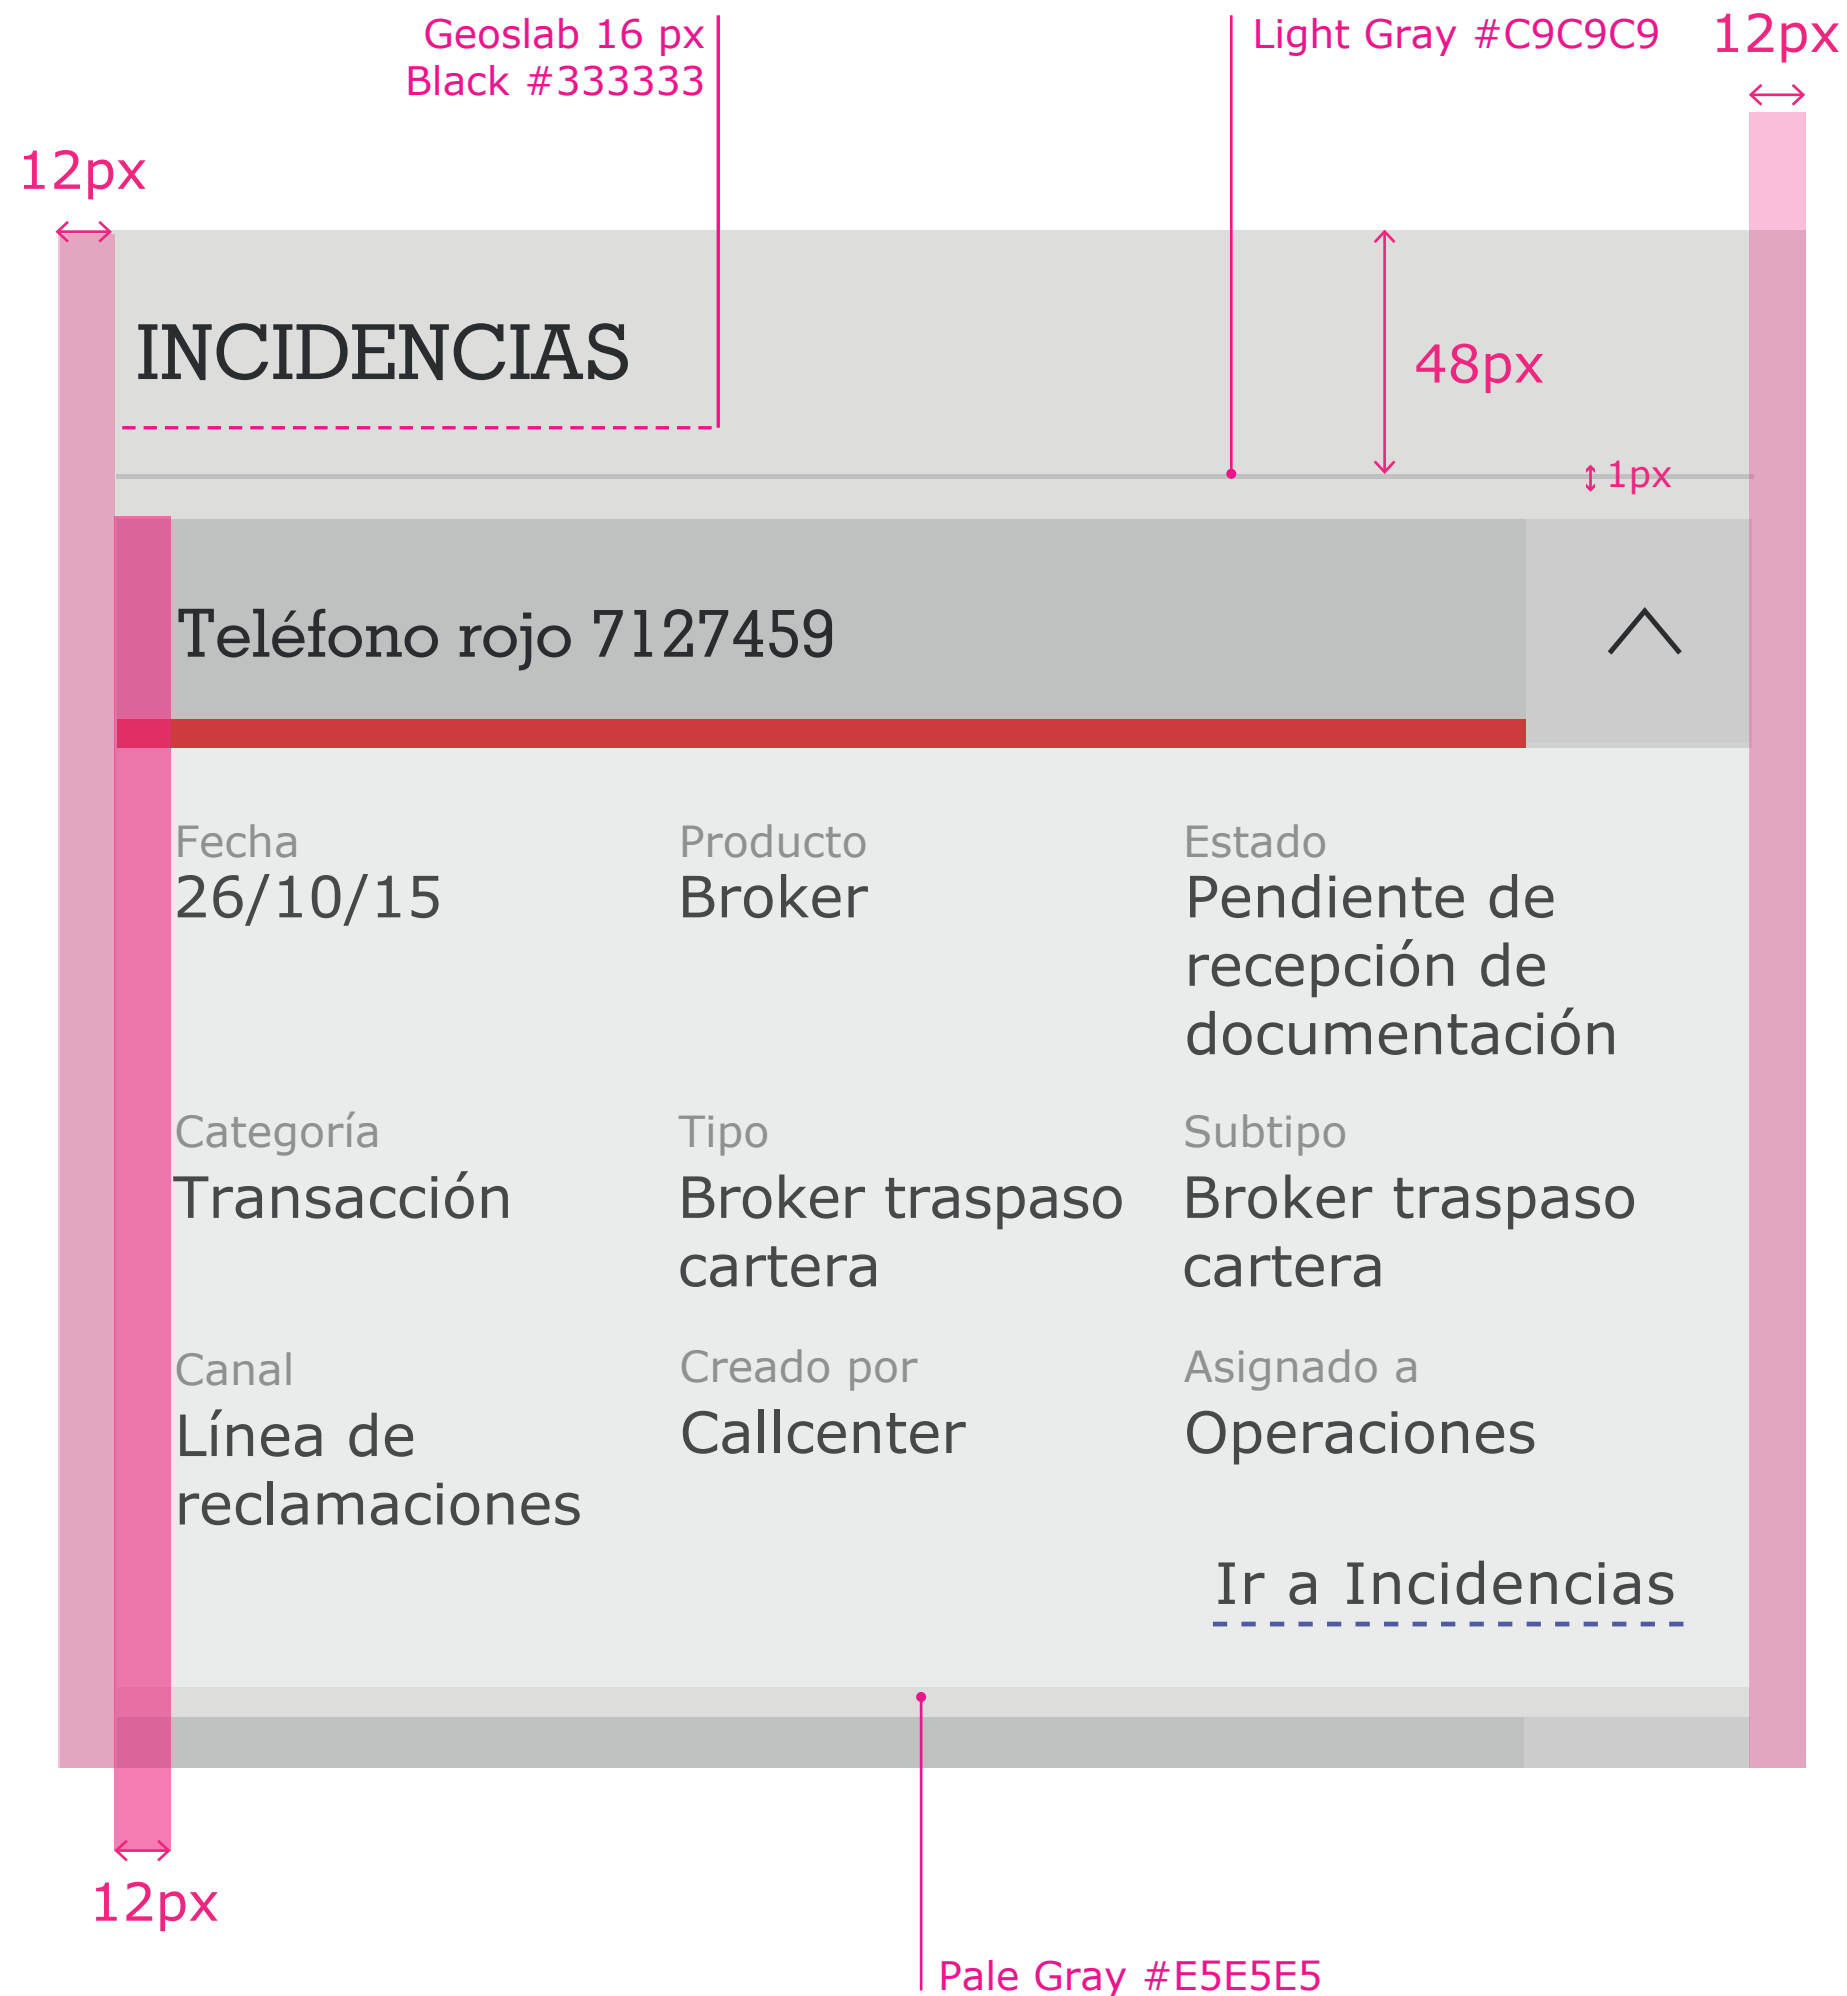 Geoslab 16 px
Black #333333
Light Gray #C9C9C9
12px
12px
INCIDENCIAS
48px
1px
Teléfono rojo 7127459
Fecha
26/10/15
Producto
Broker
Estado
Pendiente de
recepción de
documentación
Categoría
Transacción
Tipo
Broker traspaso
cartera
Subtipo
Broker traspaso
cartera
Canal
Línea de
reclamaciones
Creado por
Callcenter
Asignado a
Operaciones
Ir a Incidencias
12px
Pale Gray #E5E5E5